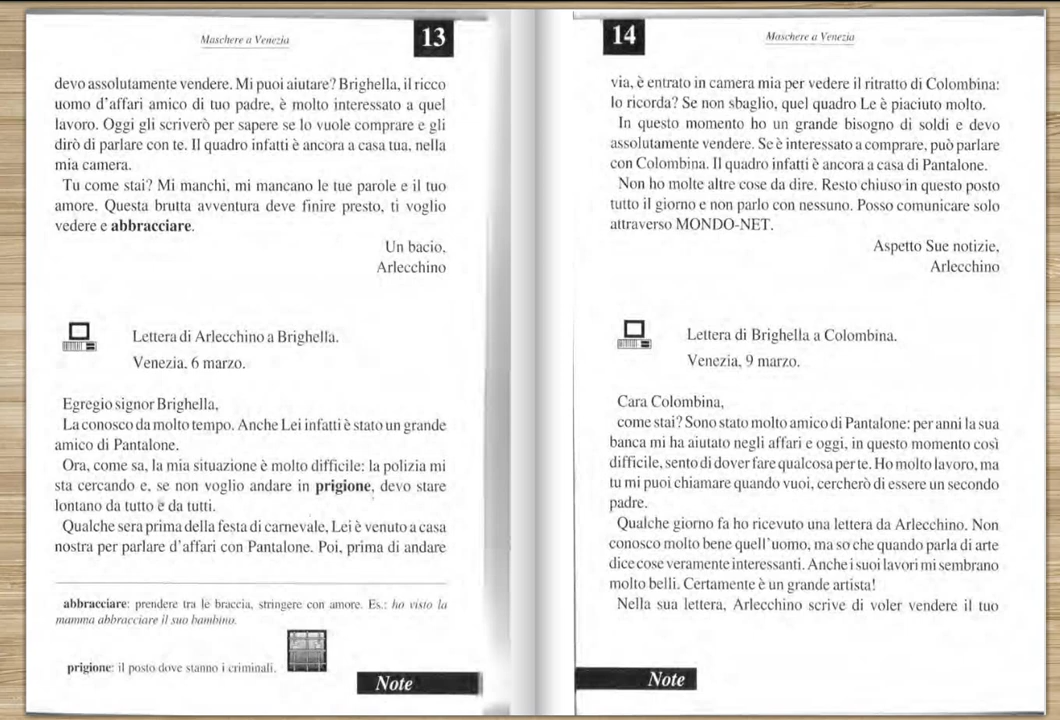 Maschere a Venezia
13
devo assolutamente vendere. Mi puoi aiutare? Brighella, il ricco
uomo d'affari amico di tuo padre, è molto interessato a quel
lavoro. Oggi gli scriverò per sapere se lo vuole comprare e gli
dirò di parlare con te. Il quadro infatti è ancora a casa tua, nella
mia camera.
Tu come stai? Mi manchi, mi mancano le tue parole e il tuo
amore. Questa brutta avventura deve finire presto, ti voglio
vedere e abbracciare.
Un bacio,
Arlecchino
Lettera di Arlecchino a Brighella.
Venezia, 6 marzo.
Egregio signor Brighella,
La conosco da molto tempo. Anche Lei infatti è stato un grande
amico di Pantalone.
Ora, come sa, la mia situazione è molto difficile: la polizia mi
sta cercando e, se non voglio andare in prigione, devo stare
lontano da tutto e da tutti.
Qualche sera prima della festa di carnevale, Lei è venuto a casa
nostra per parlare d'affari con Pantalone. Poi, prima di andare
abbracciare: prendere tra le braccia, stringere con amore. Es.: ho visto la
mamma abbracciare il suo bambino.
prigione: il posto dove stanno i criminali.
Note
14
Maschere a Venezia
via, è entrato in camera mia per vedere il ritratto di Colombina:
lo ricorda? Se non sbaglio, quel quadro Le è piaciuto molto.
In questo momento ho un grande bisogno di soldi e devo
assolutamente vendere. Se è interessato a comprare, può parlare
con Colombina. Il quadro infatti è ancora a casa di Pantalone.
Non ho molte altre cose da dire. Resto chiuso in questo posto
tutto il giorno e non parlo con nessuno. Posso comunicare solo
attraverso MONDO-NET.
Aspetto Sue notizie,
Arlecchino
Lettera di Brighella a Colombina.
Venezia, 9 marzo.
Cara Colombina,
come stai? Sono stato molto amico di Pantalone: per anni la sua
banca mi ha aiutato negli affari e oggi, in questo momento così
difficile, sento di dover fare qualcosa per te. Ho molto lavoro, ma
tu mi puoi chiamare quando vuoi, cercherò di essere un secondo
padre.
Qualche giorno fa ho ricevuto una lettera da Arlecchino. Non
conosco molto bene quell'uomo, ma so che quando parla di arte
dice cose veramente interessanti. Anche i suoi lavori mi sembrano
molto belli. Certamente è un grande artista!
Nella sua lettera, Arlecchino scrive di voler vendere il tuo
Note